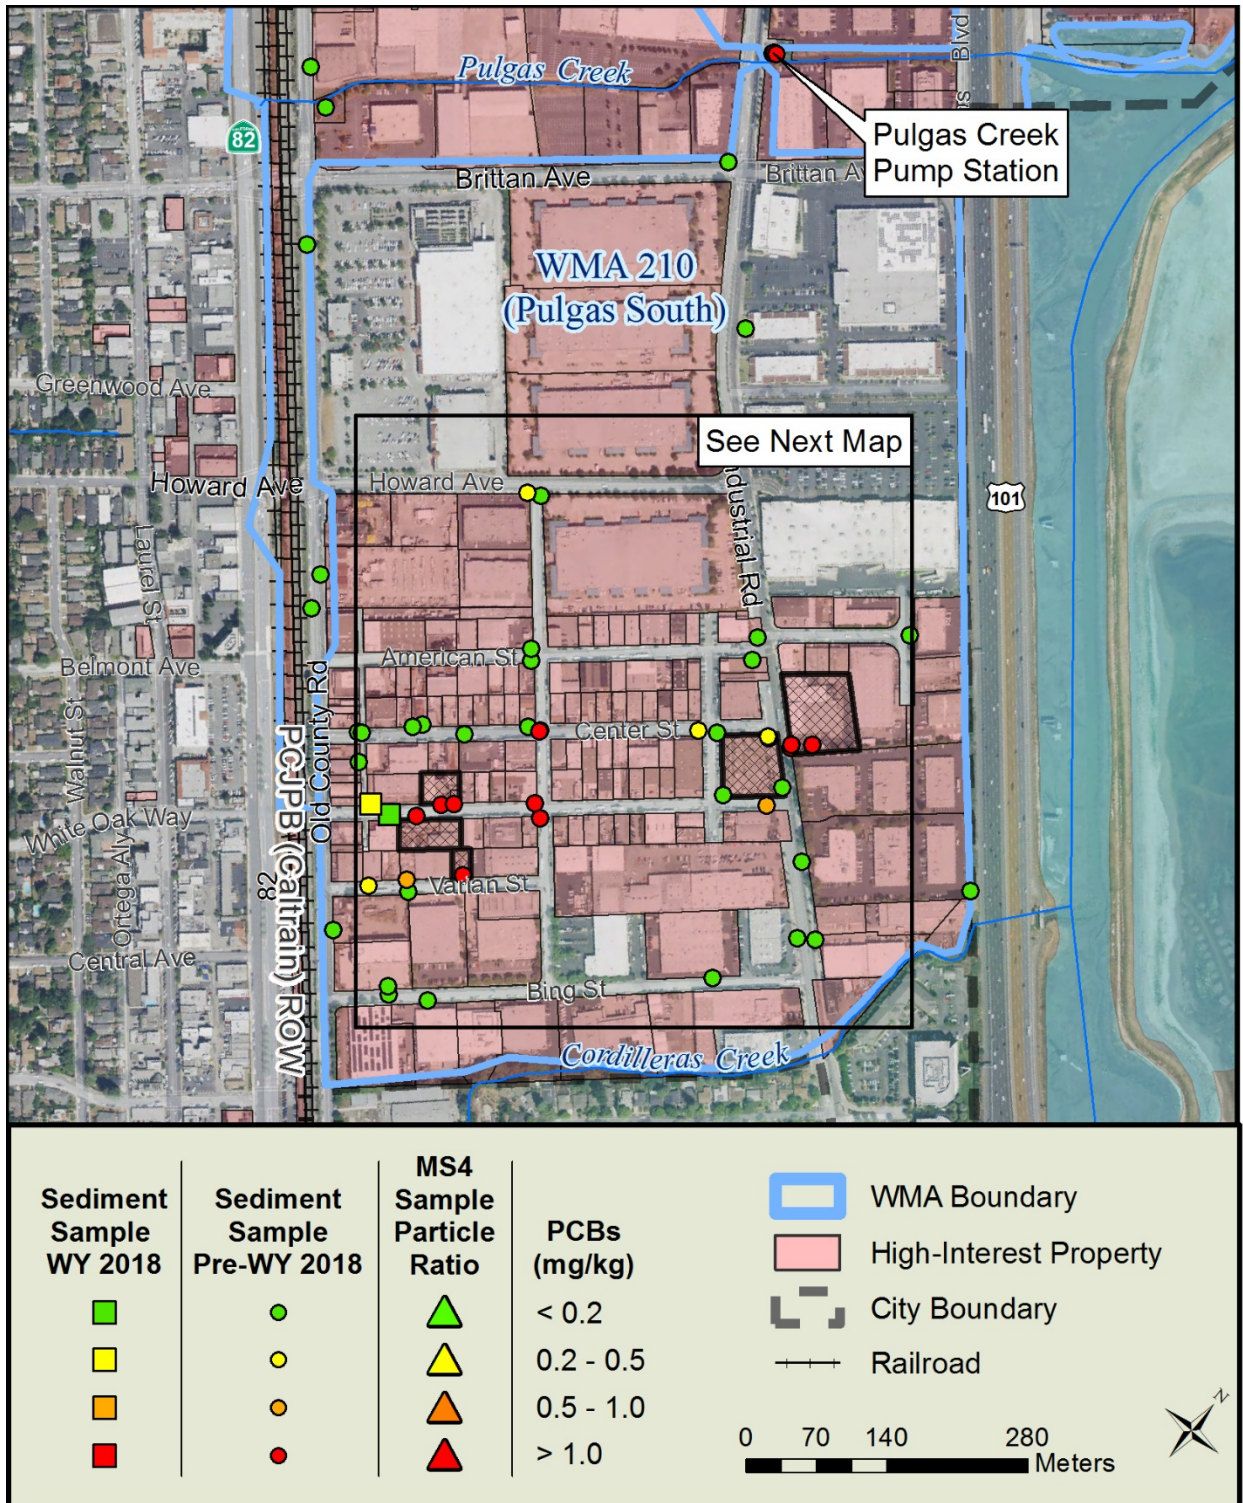 Blvd
Pulgas Creek
82
Pulgas Creek
Pump Station
Brittan Ave
Brittan Av
WMA 210
(Pulgas South)
Greenwood Ave
See Next Map
Howard Ave
Howard Ave
101
Industrial Rd
Laurel St
Belmont Ave
American St
Old County Rd
Walnut St
Center St
PCJPB (Caltrain) ROW
White Oak Way
Ortega Aly
82
Varian St
Central Ave
Bing St
Cordilleras Creek
Sediment
Sample
WY 2018
Sediment
Sample
Pre-WY 2018
MS4
Sample
Particle
Ratio
PCBs
(mg/kg)
< 0.2
0.2 - 0.5
0.5 - 1.0
> 1.0
WMA Boundary
High-Interest Property
City Boundary
Railroad
N
0 70 140 280
Meters